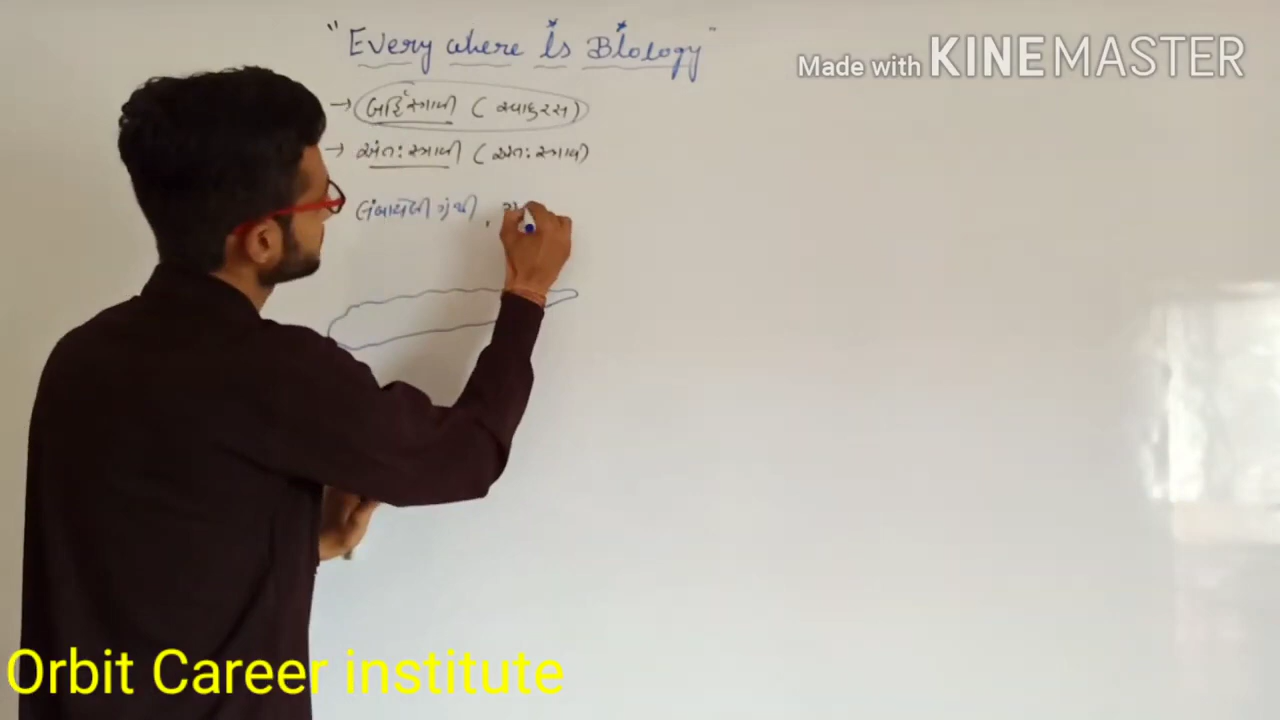 "Every where is Biology"
Made with KINEMASTER
→ બહિઃસ્ત્રાવી (સ્વાદુરસ)
→ અંતઃસ્ત્રાવી (અંતઃસ્ત્રાવ)
લંબાયેલી ગ્રંથી,
Orbit Career institute